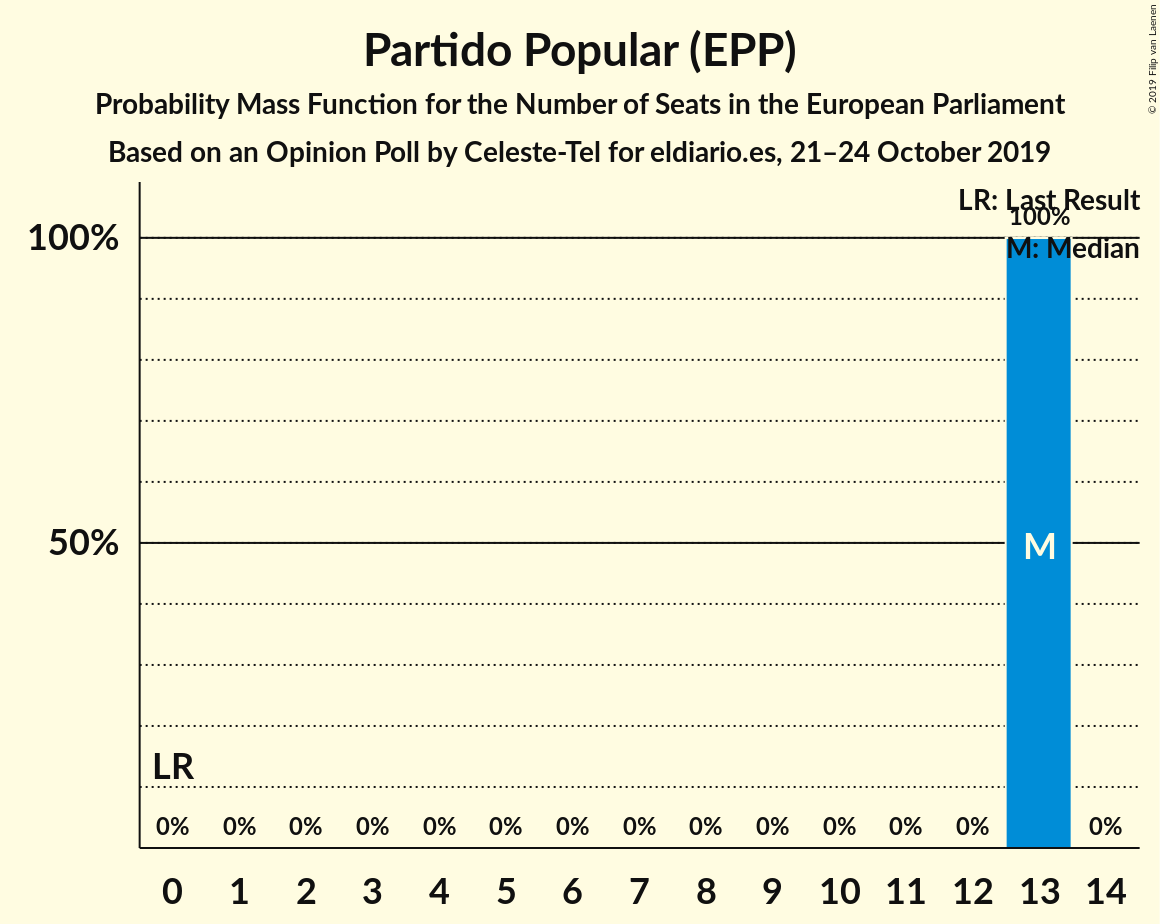 Partido Popular (EPP)
Probability Mass Function for the Number of Seats in the European Parliament
Based on an Opinion Poll by Celeste-Tel for eldiario.es, 21–24 October 2019
© 2019 Filip van Laenen
LR: Last Result
100%
100%
M: Median
50%
M
LR
0% 0% 0% 0% 0% 0% 0% 0% 0% 0% 0% 0% 0% 0%
0 1 2 3 4 5 6 7 8 9 10 11 12 13 14